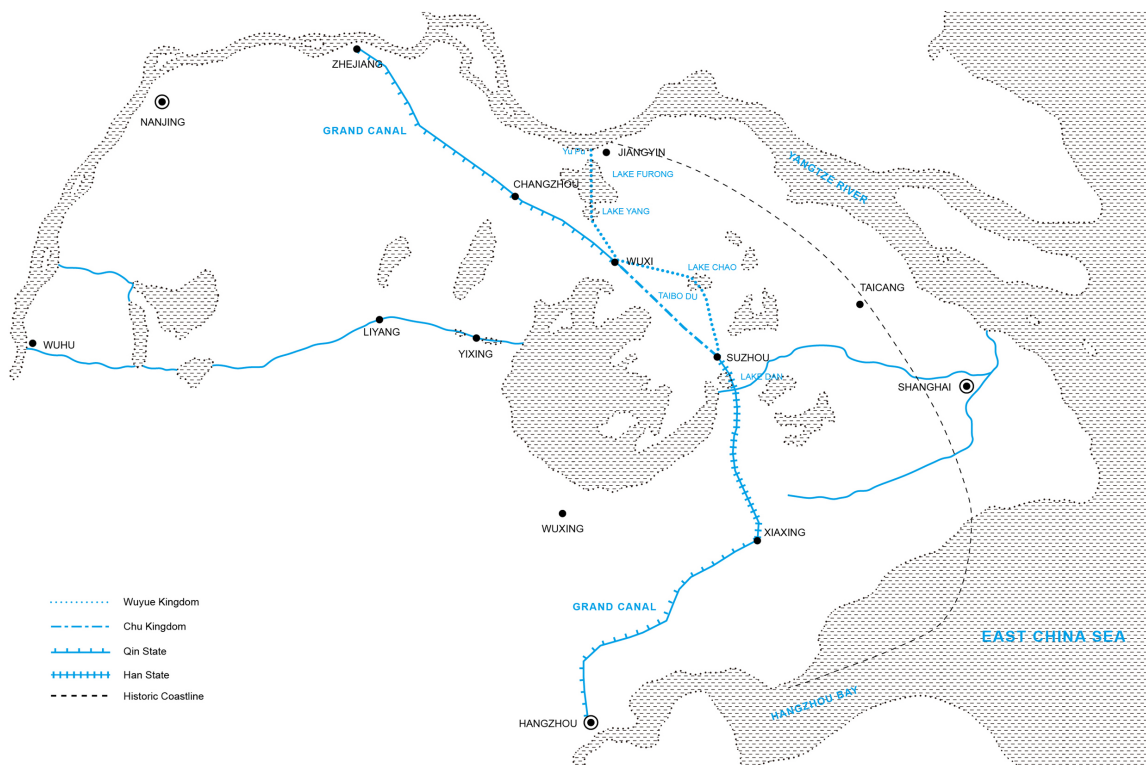 ZHEJIANG
NANJING
GRAND CANAL
Yu Pu
JIANGYIN
YANGTZE RIVER
LAKE FURONG
CHANGZHOU
LAKE YANG
WUXI
LAKE CHAO
TAICANG
TAIBO DU
LIYANG
WUHU
YIXING
SUZHOU
LAKE DAN
SHANGHAI
WUXING
XIAXING
Wuyue Kingdom
GRAND CANAL
Chu Kingdom
EAST CHINA SEA
Qin State
Han State
Historic Coastline
HANGZHOU BAY
HANGZHOU